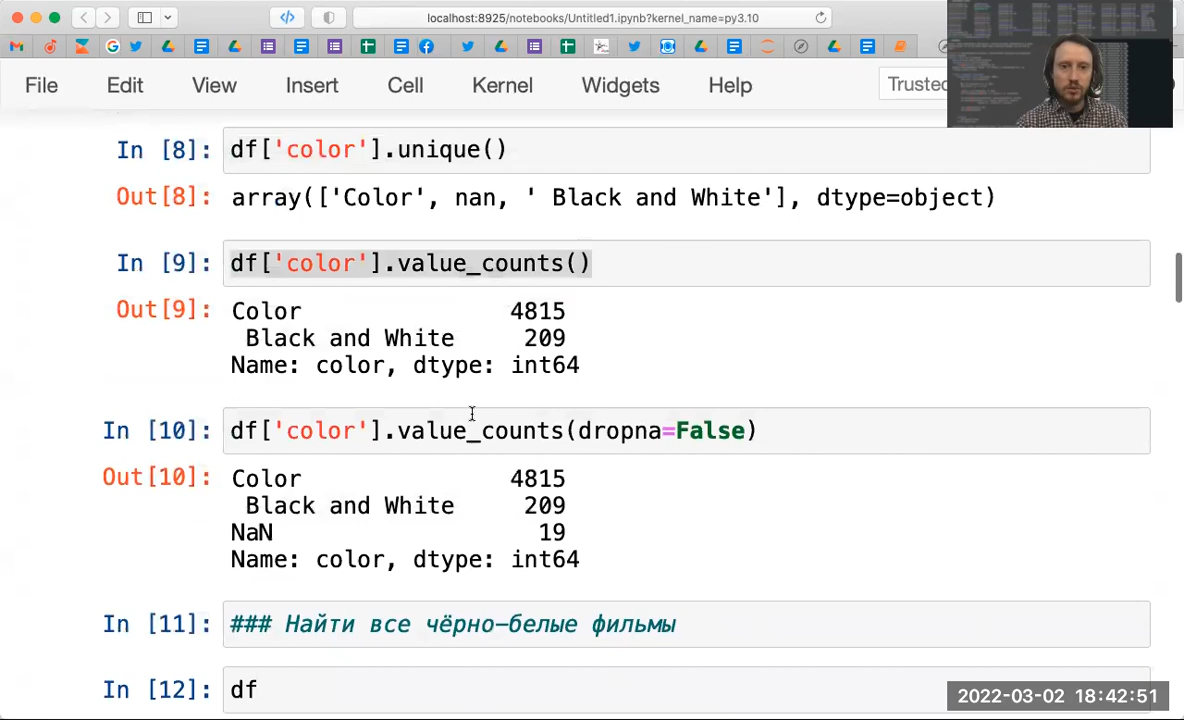 localhost:8925/notebooks/Untitled1.ipynb?kernel_name=py3.10
File Edit View Insert Cell Kernel Widgets Help Trusted
In [8]: df['color'].unique()
Out[8]: array(['Color', nan, ' Black and White'], dtype=object)
In [9]: df['color'].value_counts()
Out[9]: Color 4815
Black and White 209
Name: color, dtype: int64
In [10]: df['color'].value_counts(dropna=False)
Out[10]: Color 4815
Black and White 209
NaN 19
Name: color, dtype: int64
In [11]: ### Найти все чёрно-белые фильмы
In [12]: df
2022-03-02 18:42:51